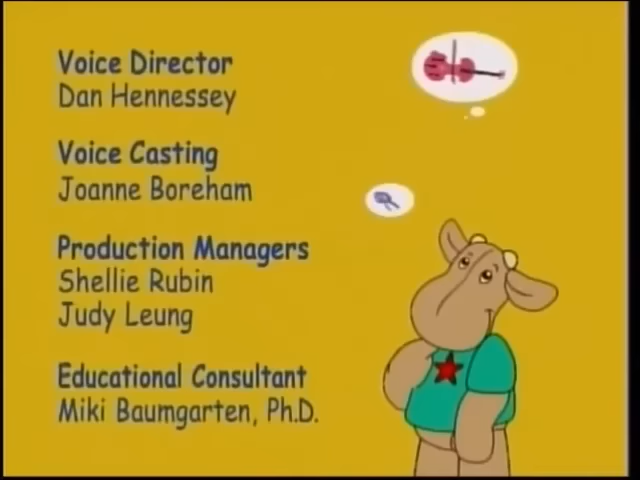 Voice Director
Dan Hennessey
Voice Casting
Joanne Boreham
Production Managers
Shellie Rubin
Judy Leung
Educational Consultant
Miki Baumgarten, Ph.D.